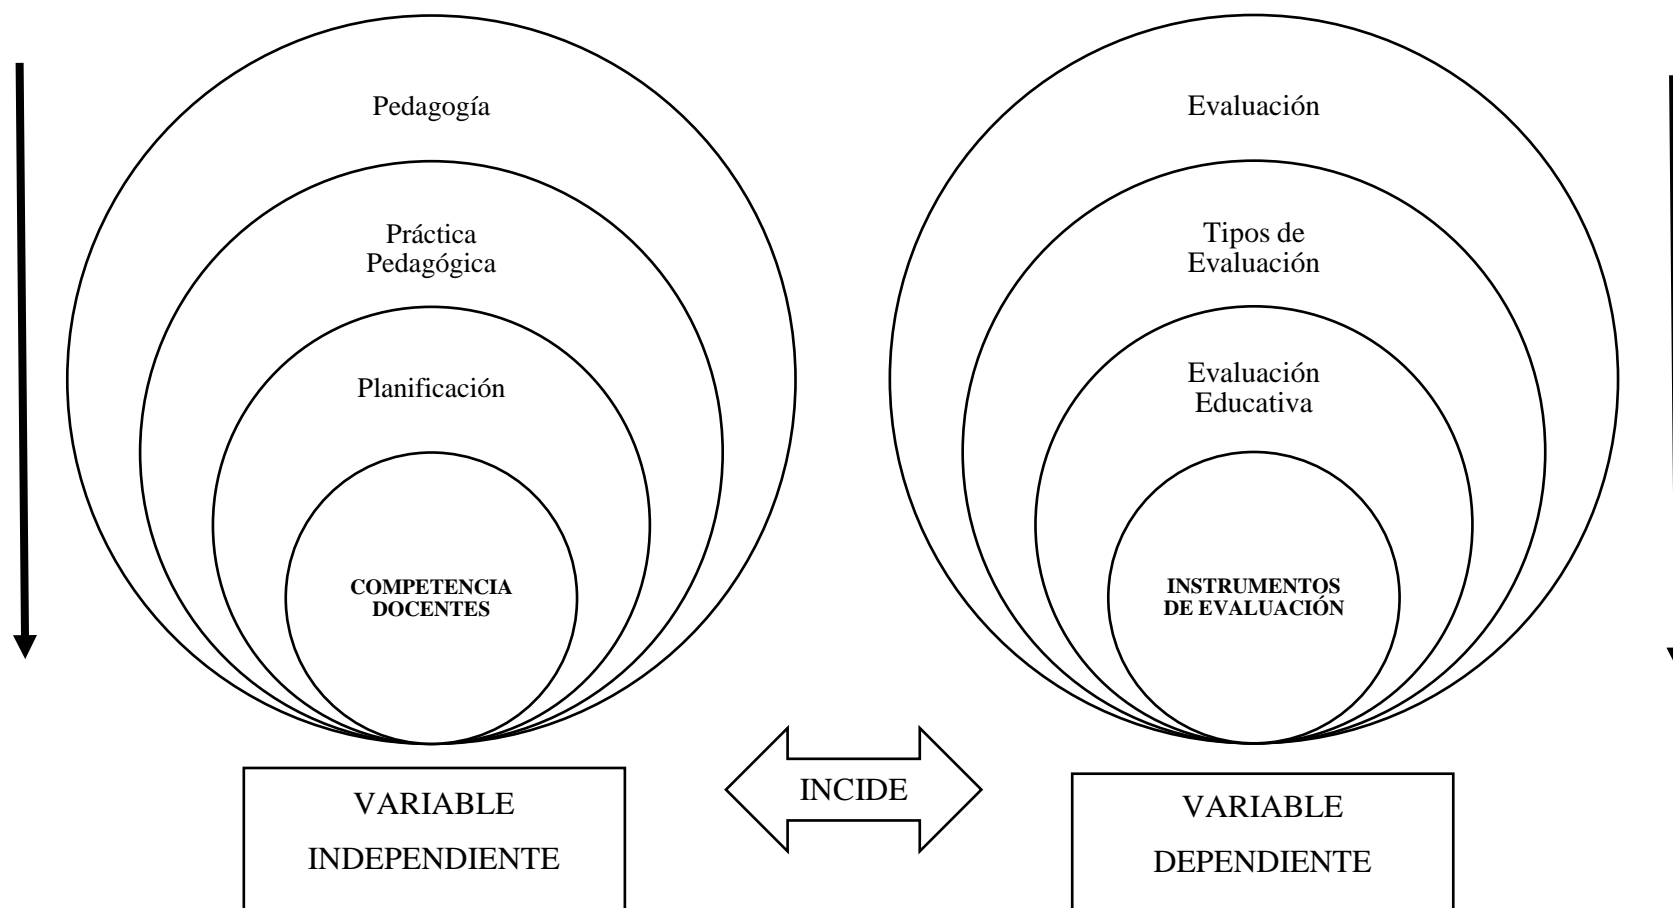 Pedagogía
Práctica
Pedagógica
Planificación
COMPETENCIA
DOCENTES
VARIABLE
INDEPENDIENTE
INCIDE
Evaluación
Tipos de
Evaluación
Evaluación
Educativa
INSTRUMENTOS
DE EVALUACIÓN
VARIABLE
DEPENDIENTE